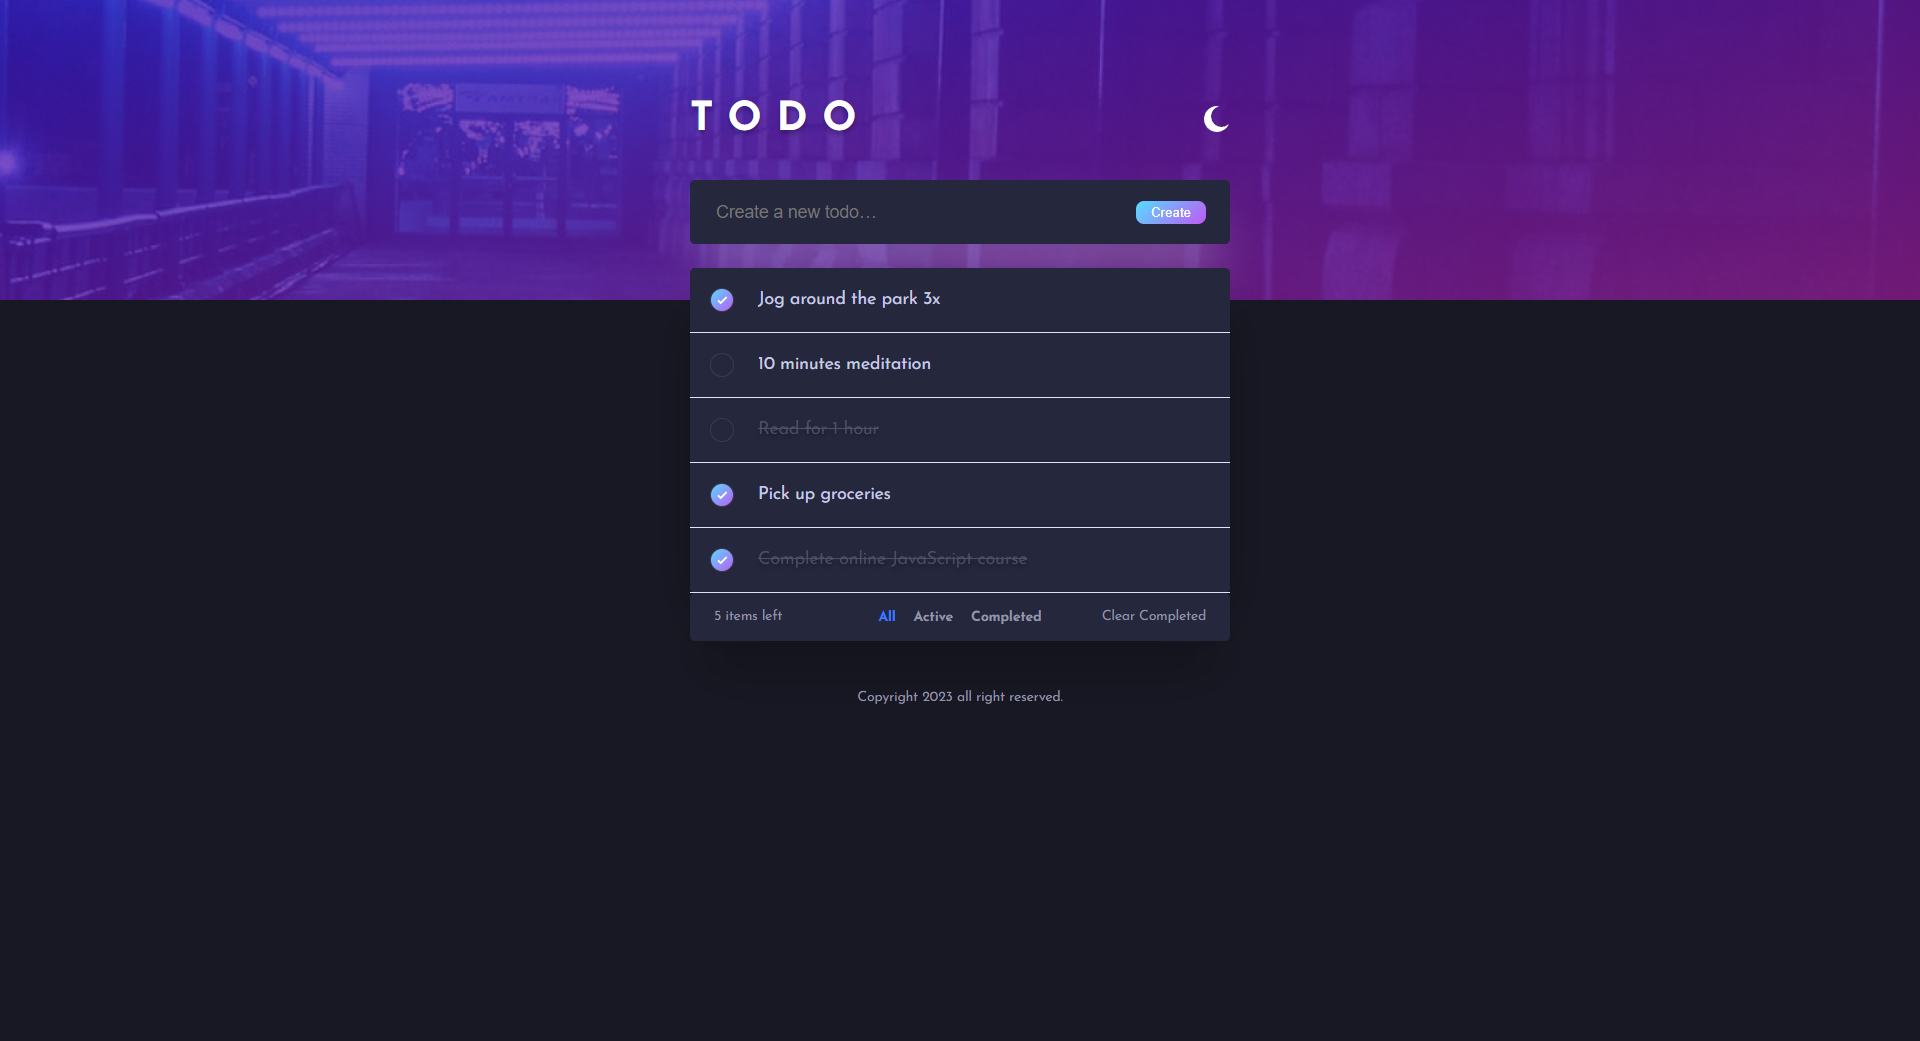 TODO
Create a new todo...
Create
Jog around the park 3x
10 minutes meditation
Read for 1 hour
Pick up groceries
Complete online JavaScript course
5 items left
All Active Completed
Clear Completed
Copyright 2023 all right reserved.